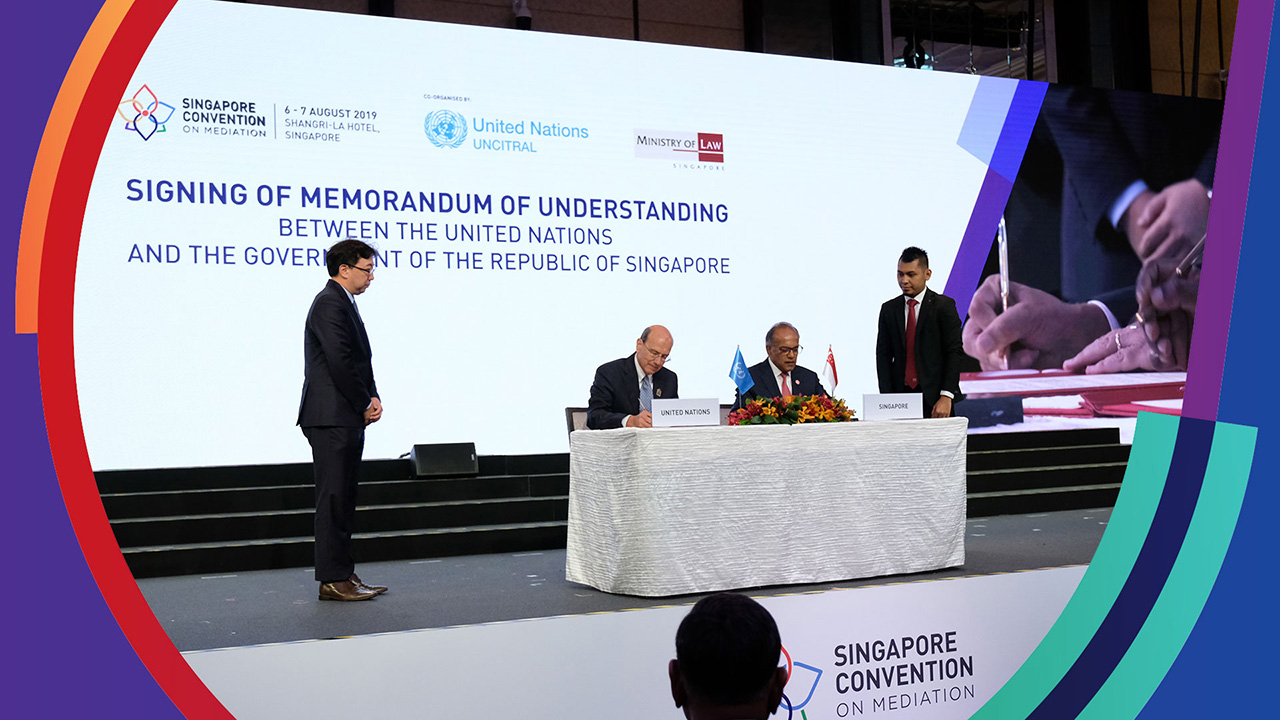 SINGAPORE
CONVENTION
ON MEDIATION
6 - 7 AUGUST 2019
SHANGRI-LA HOTEL,
SINGAPORE
CO-ORGANISED BY:
United Nations
UNCITRAL
MINISTRY OF LAW
SINGAPORE
SIGNING OF MEMORANDUM OF UNDERSTANDING
BETWEEN THE UNITED NATIONS
AND THE GOVERNMENT OF THE REPUBLIC OF SINGAPORE
UNITED NATIONS
SINGAPORE
SINGAPORE
CONVENTION
ON MEDIATION